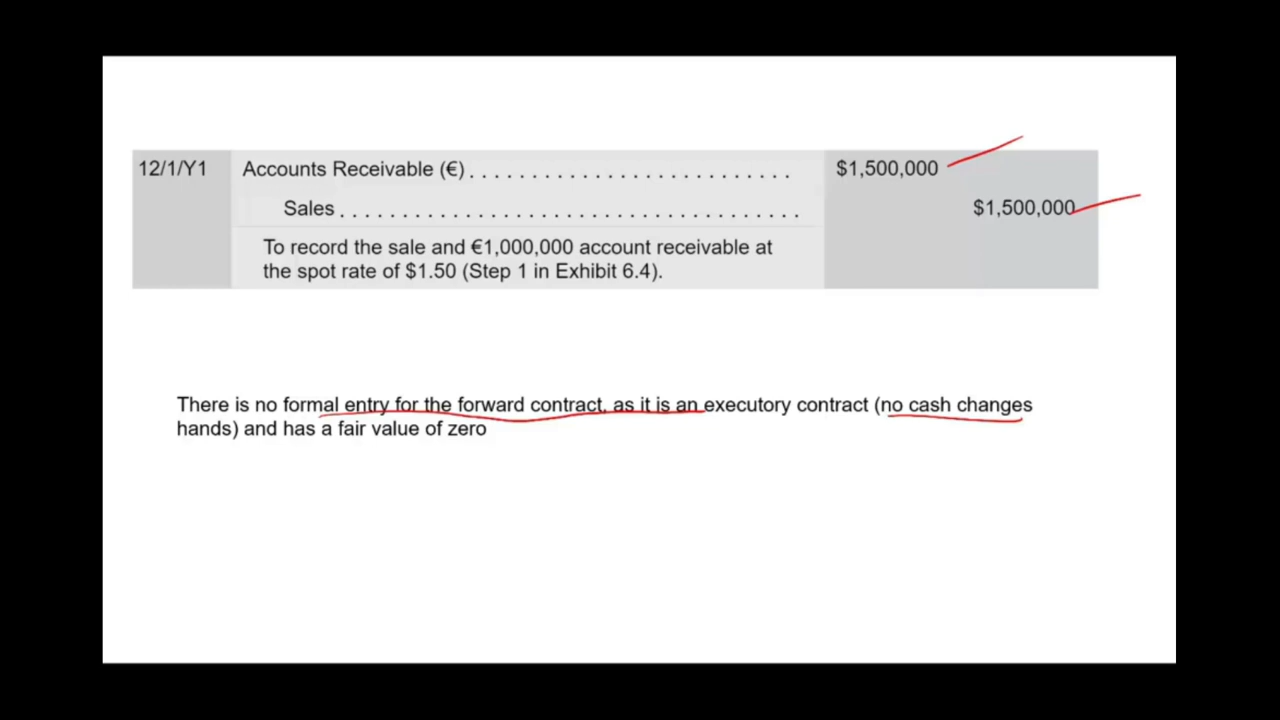 12/1/Y1 Accounts Receivable (€) . . . . . . . . . . . . . . . . . . . . . . . . . . $1,500,000
Sales . . . . . . . . . . . . . . . . . . . . . . . . . . . . . . . . . . . . . $1,500,000
To record the sale and €1,000,000 account receivable at
the spot rate of $1.50 (Step 1 in Exhibit 6.4).
There is no formal entry for the forward contract, as it is an executory contract (no cash changes
hands) and has a fair value of zero